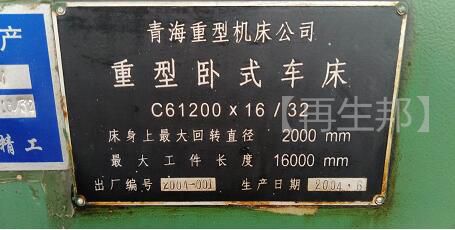 青海重型机床公司
重型卧式车床
C61200×16/32
床身上最大回转直径 2000 mm
最大工件长度 16000 mm
出厂编号 2004-001 生产日期 2004.6
【再生邦】
产
16/32
精工